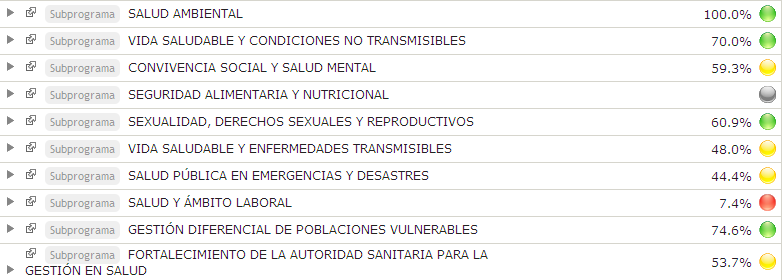 Subprograma SALUD AMBIENTAL 100.0%
Subprograma VIDA SALUDABLE Y CONDICIONES NO TRANSMISIBLES 70.0%
Subprograma CONVIVENCIA SOCIAL Y SALUD MENTAL 59.3%
Subprograma SEGURIDAD ALIMENTARIA Y NUTRICIONAL
Subprograma SEXUALIDAD, DERECHOS SEXUALES Y REPRODUCTIVOS 60.9%
Subprograma VIDA SALUDABLE Y ENFERMEDADES TRANSMISIBLES 48.0%
Subprograma SALUD PÚBLICA EN EMERGENCIAS Y DESASTRES 44.4%
Subprograma SALUD Y ÁMBITO LABORAL 7.4%
Subprograma GESTIÓN DIFERENCIAL DE POBLACIONES VULNERABLES 74.6%
Subprograma FORTALECIMIENTO DE LA AUTORIDAD SANITARIA PARA LA
GESTIÓN EN SALUD 53.7%